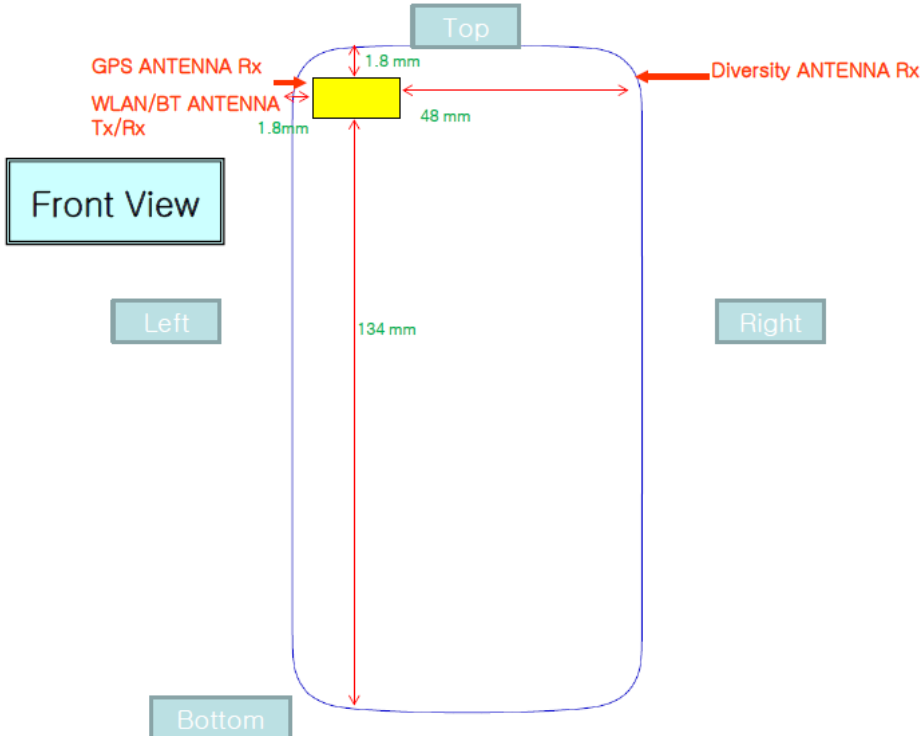 Top
GPS ANTENNA Rx
1.8 mm
Diversity ANTENNA Rx
WLAN/BT ANTENNA
Tx/Rx
1.8mm
48 mm
Front View
Left
134 mm
Right
Bottom